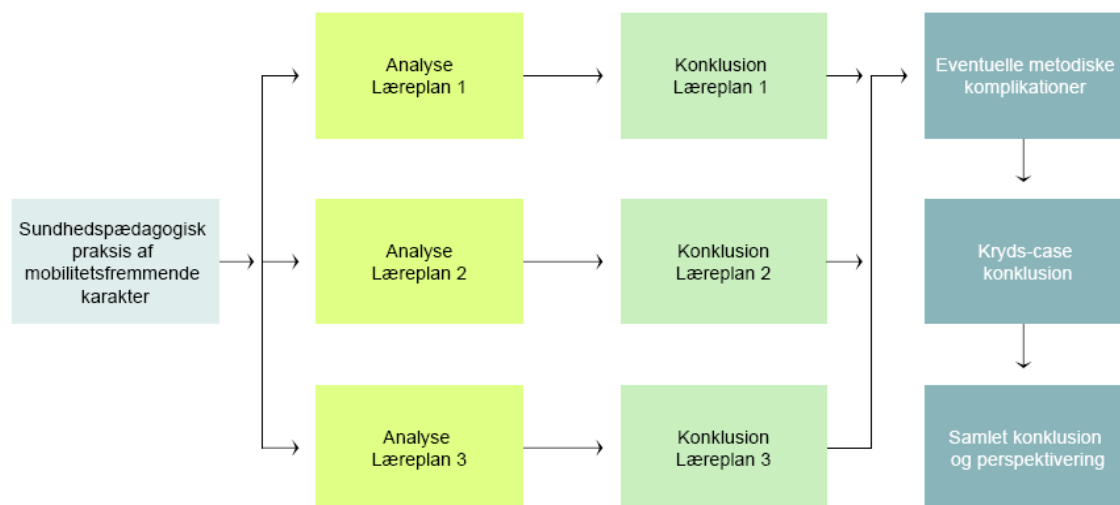 Sundhedspædagogisk
praksis af
mobilitetsfremmende
karakter
Analyse
Læreplan 1
Konklusion
Læreplan 1
Analyse
Læreplan 2
Konklusion
Læreplan 2
Analyse
Læreplan 3
Konklusion
Læreplan 3
Eventuelle metodiske
komplikationer
Kryds-case
konklusion
Samlet konklusion
og perspektivering